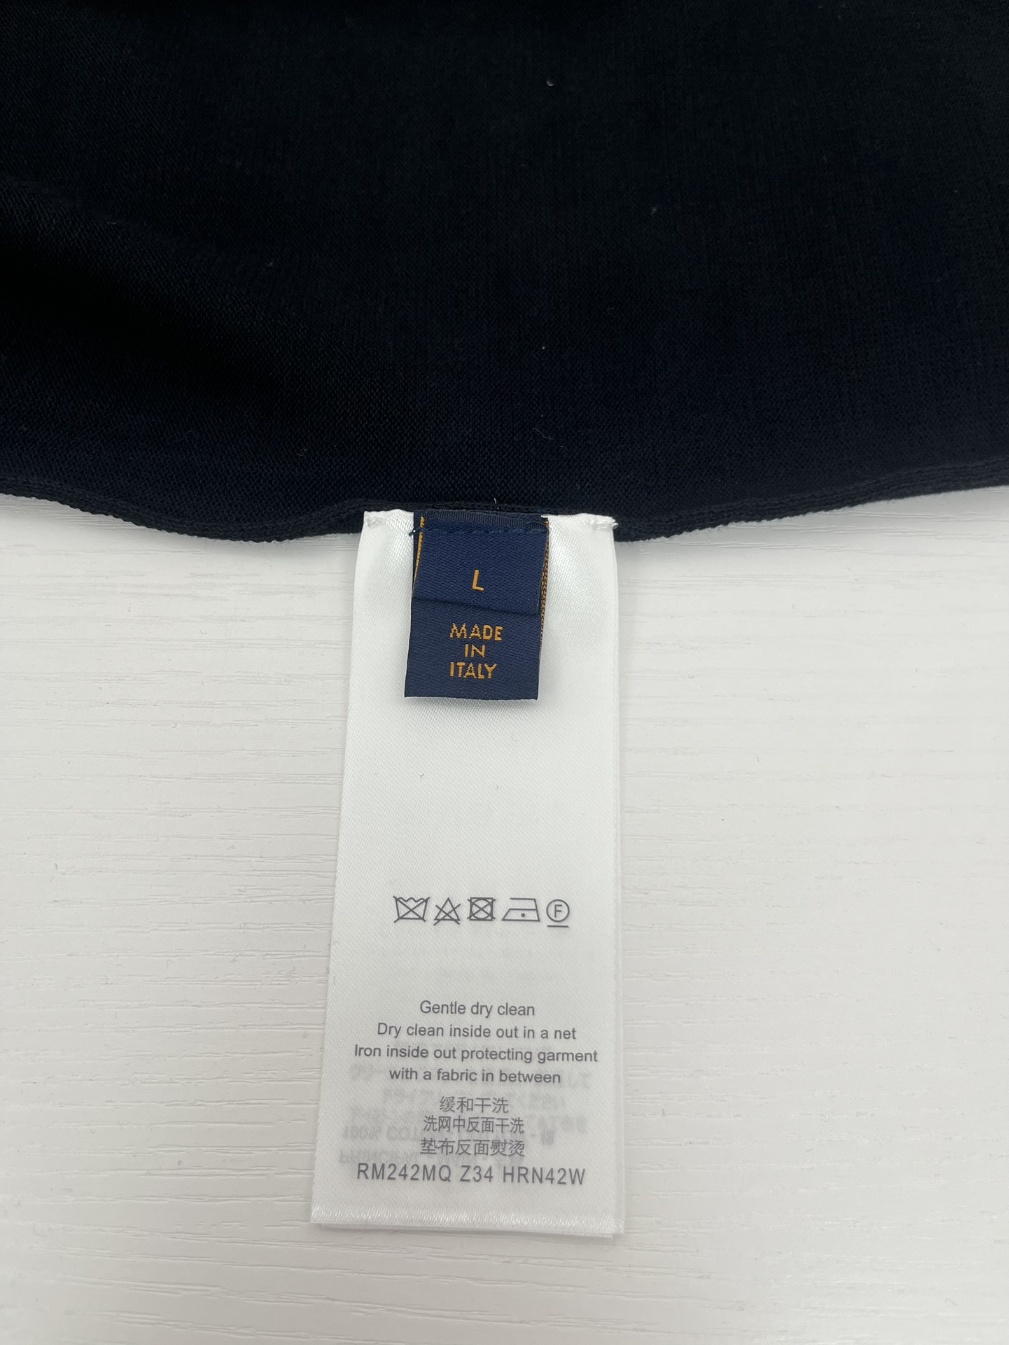 L
MADE
IN
ITALY
F
Gentle dry clean
Dry clean inside out in a net
Iron inside out protecting garment
with a fabric in between
缓和干洗
洗网中反面干洗
垫布反面熨烫
RM242MQ Z34 HRN42W